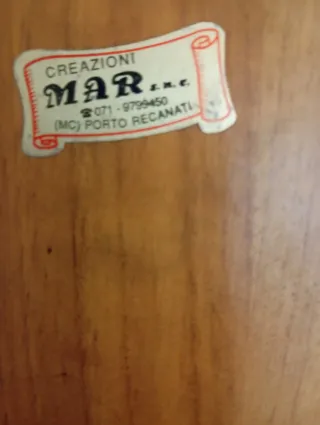 CREAZIONI
MAR s.n.c.
☎071-9799450
(MC) PORTO RECANATI